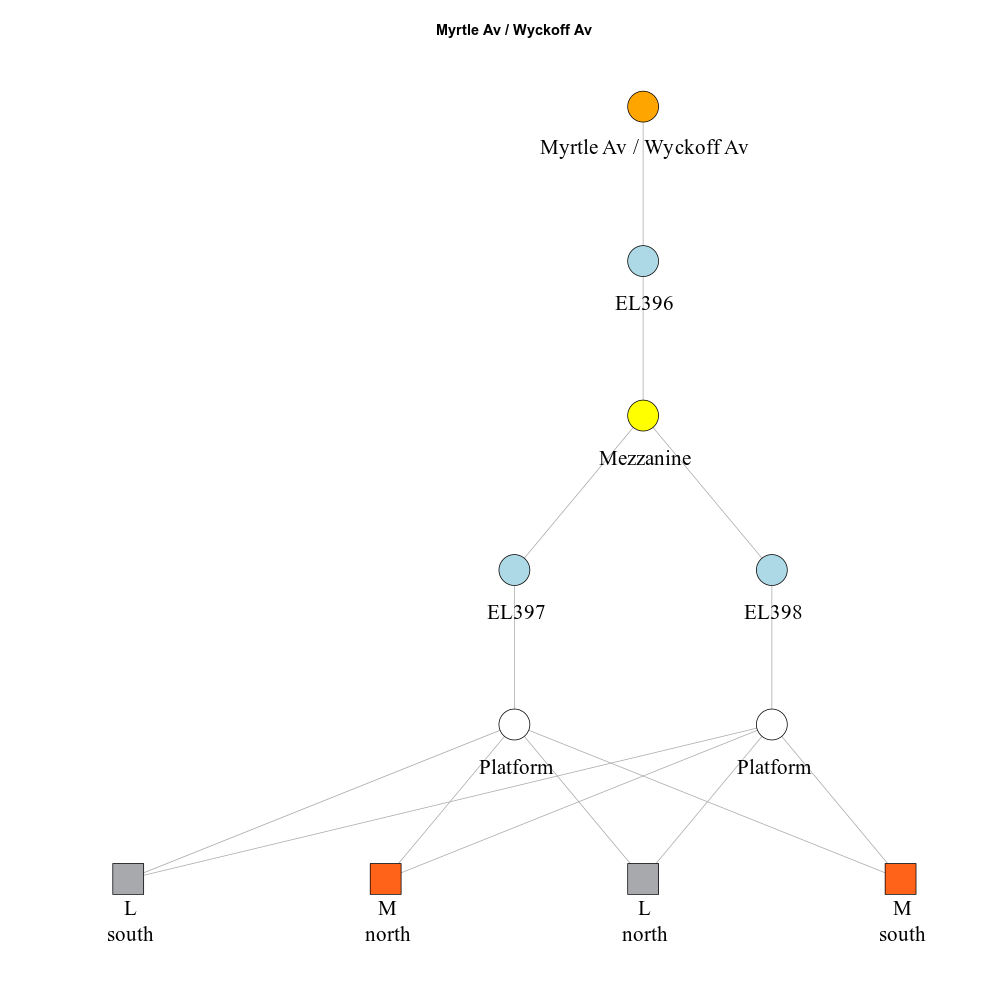 Myrtle Av / Wyckoff Av
Myrtle Av / Wyckoff Av
EL396
Mezzanine
EL397
EL398
Platform
Platform
L
south
M
north
L
north
M
south